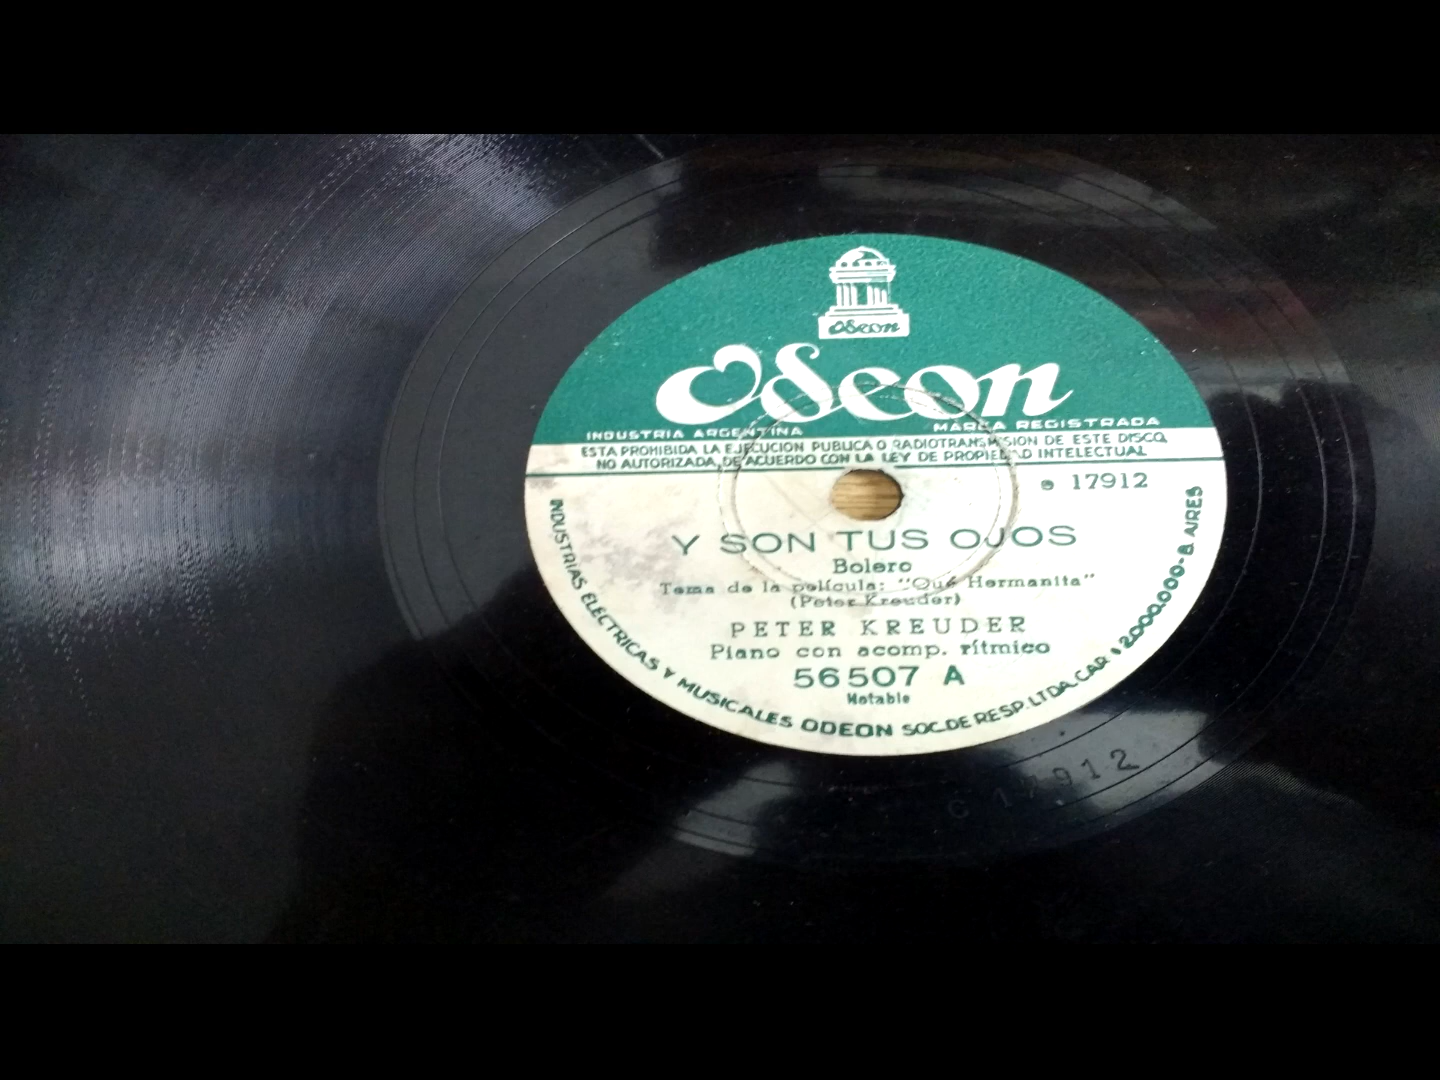 Odeon
Odeon
INDUSTRIA ARGENTINA MARCA REGISTRADA
ESTA PROHIBIDA LA EJECUCION PUBLICA O RADIOTRANSMISION DE ESTE DISCO,
NO AUTORIZADA, DE ACUERDO CON LA LEY DE PROPIEDAD INTELECTUAL
e 17912
Y SON TUS OJOS
Bolero
Tema de la película: "Qué Hermanita"
(Peter Kreuder)
PETER KREUDER
Piano con acomp. rítmico
56507 A
Notable
INDUSTRIAS ELECTRICAS Y MUSICALES ODEON SOC. DE RESP. LTDA. CAP. $ 2.000.000 - B. AIRES
C 17912